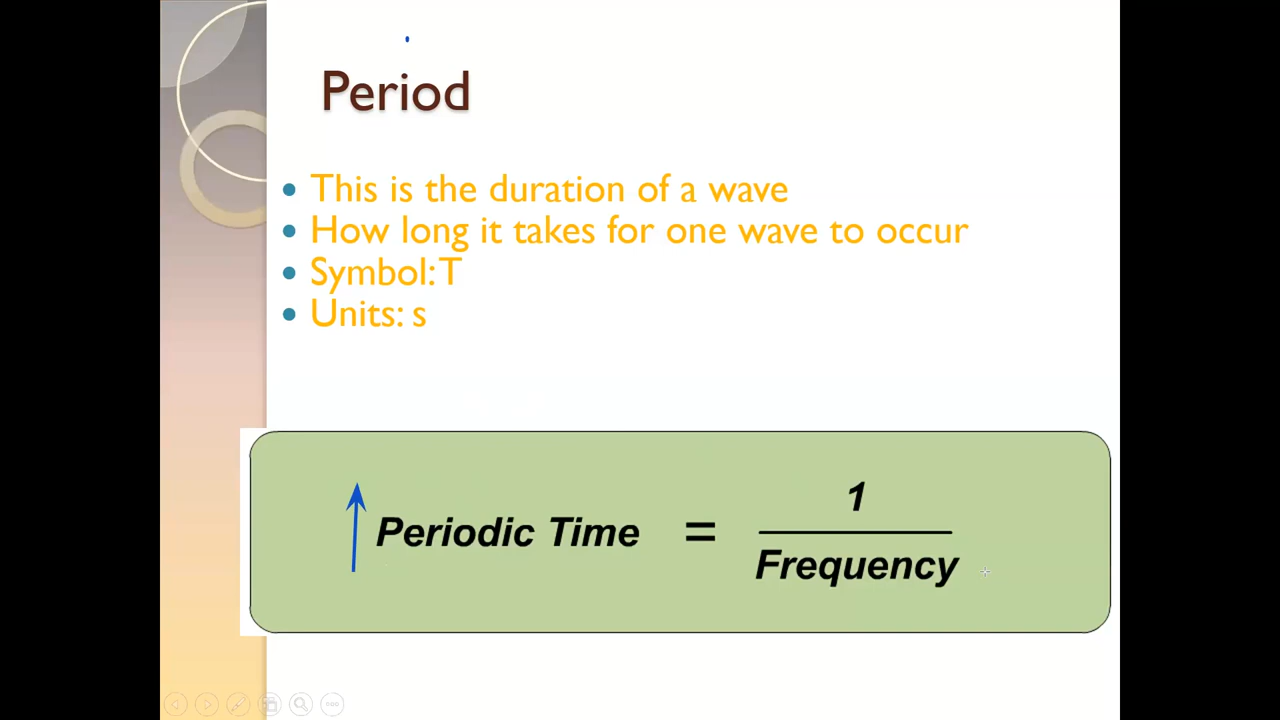 Period
This is the duration of a wave
How long it takes for one wave to occur
Symbol: T
Units: s
Periodic Time = 1
Frequency